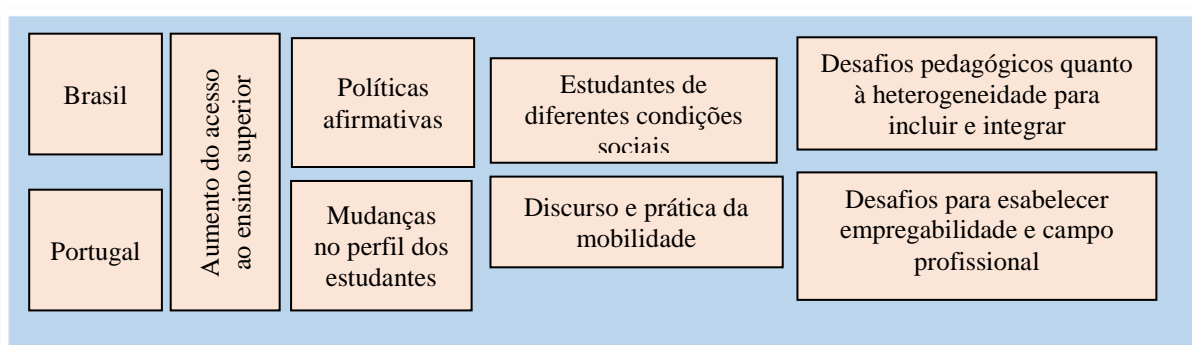 Brasil
Portugal
Aumento do acesso
ao ensino superior
Políticas
afirmativas
Mudanças
no perfil dos
estudantes
Estudantes de
diferentes condições
sociais
Discurso e prática da
mobilidade
Desafios pedagógicos quanto
à heterogeneidade para
incluir e integrar
Desafios para esabelecer
empregabilidade e campo
profissional